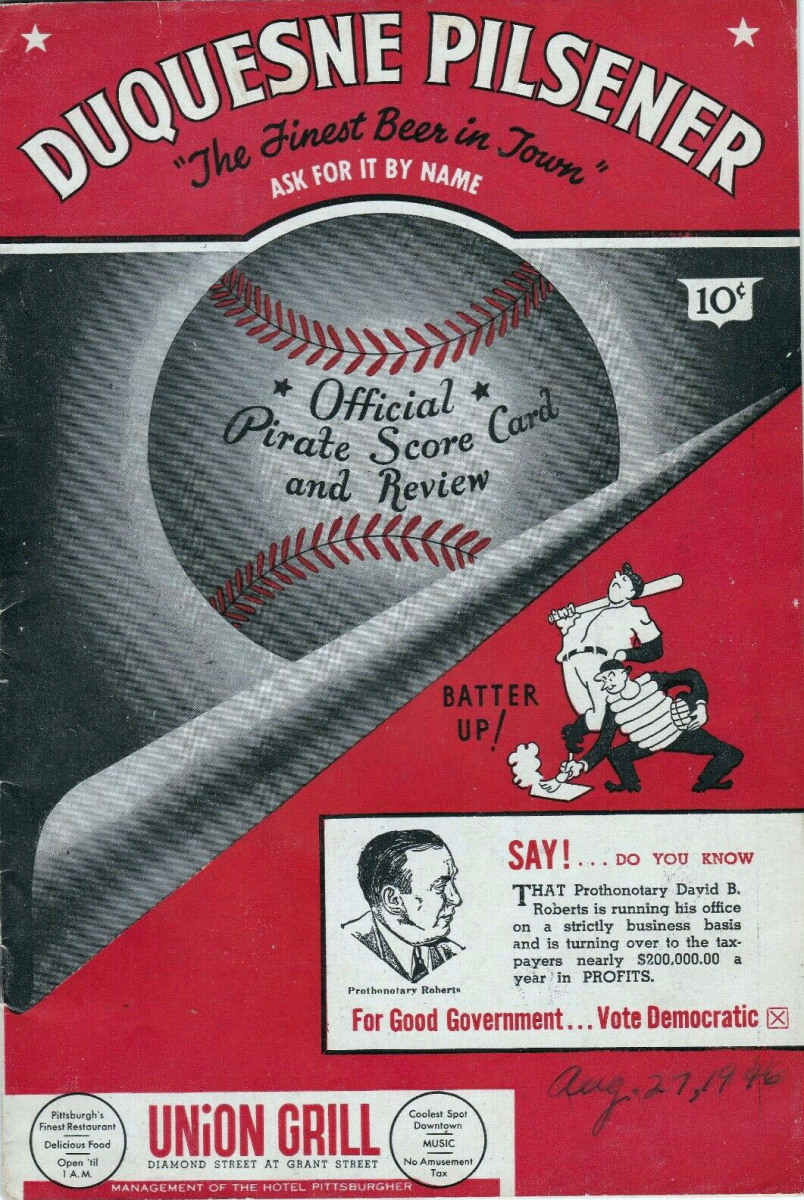 DUQUESNE PILSENER
"The Finest Beer in Town"
ASK FOR IT BY NAME
10¢
Official
Pirate Score Card
and Review
BATTER
UP!
SAY! ... DO YOU KNOW
THAT Prothonotary David B.
Roberts is running his office
on a strictly business basis
and is turning over to the tax-
payers nearly $200,000.00 a
year in PROFITS.
Prothonotary Roberts
For Good Government... Vote Democratic
Aug. 27, 1946
Pittsburgh's
Finest Restaurant
Delicious Food
Open 'til
1 A.M.
UNiON GRILL
DIAMOND STREET AT GRANT STREET
Coolest Spot
Downtown
MUSIC
No Amusement
Tax
MANAGEMENT OF THE HOTEL PITTSBURGHER